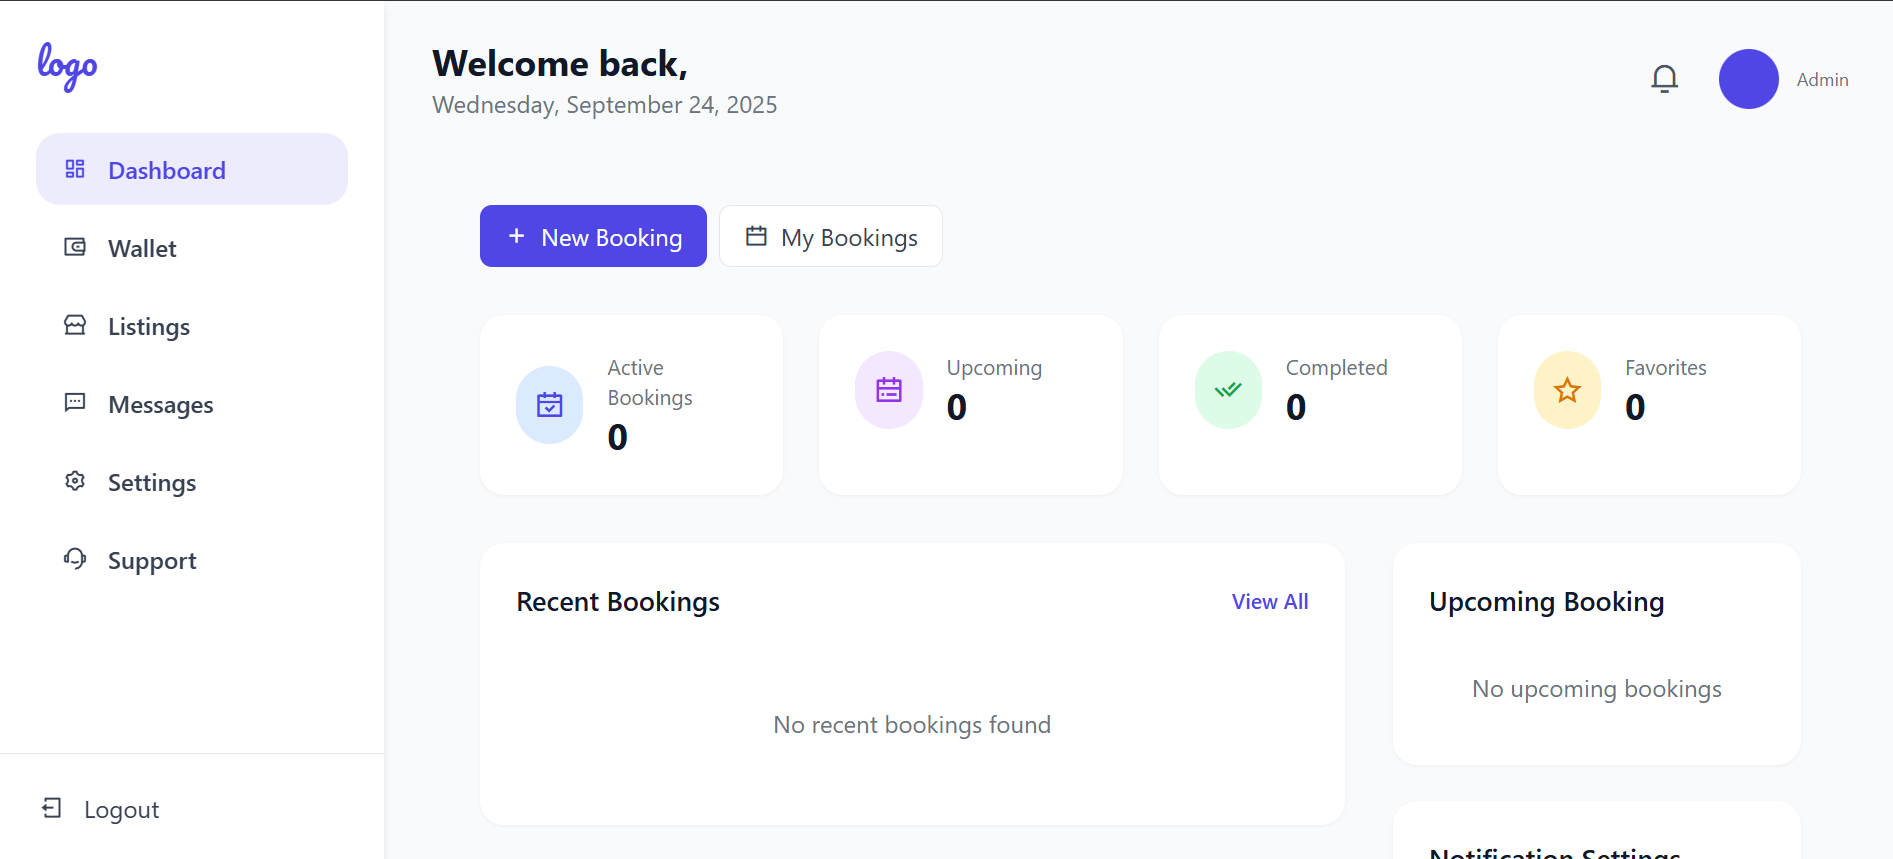 logo
Dashboard
Wallet
Listings
Messages
Settings
Support
Logout
Welcome back,
Wednesday, September 24, 2025
Admin
New Booking
My Bookings
Active
Bookings
0
Upcoming
0
Completed
0
Favorites
0
Recent Bookings
View All
No recent bookings found
Upcoming Booking
No upcoming bookings
Notification Settings